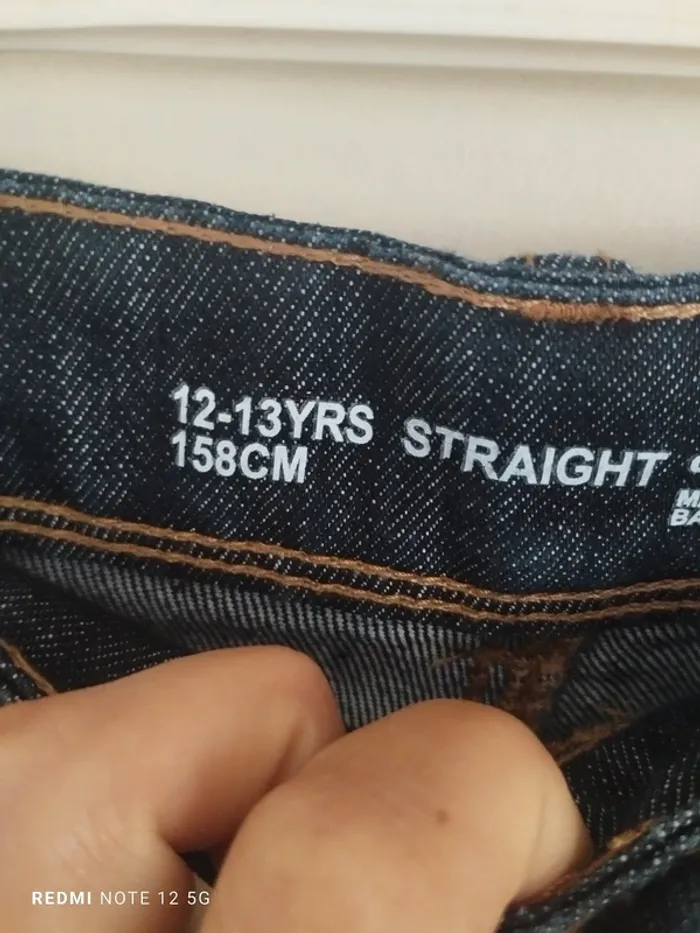 12-13YRS
158CM
STRAIGHT
REDMI NOTE 12 5G